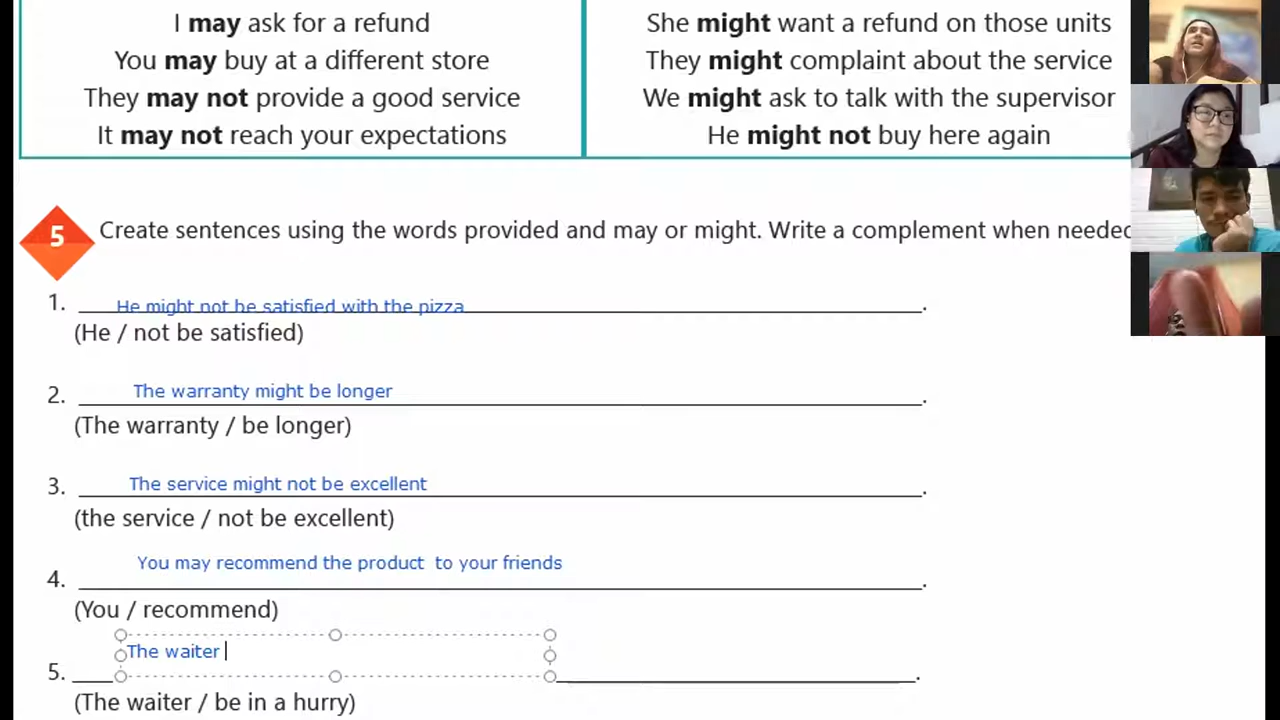 I may ask for a refund
You may buy at a different store
They may not provide a good service
It may not reach your expectations
She might want a refund on those units
They might complaint about the service
We might ask to talk with the supervisor
He might not buy here again
5 Create sentences using the words provided and may or might. Write a complement when needed
1. He might not be satisfied with the pizza.
(He / not be satisfied)
2. The warranty might be longer.
(The warranty / be longer)
3. The service might not be excellent.
(the service / not be excellent)
4. You may recommend the product to your friends.
(You / recommend)
5. The waiter.
(The waiter / be in a hurry)